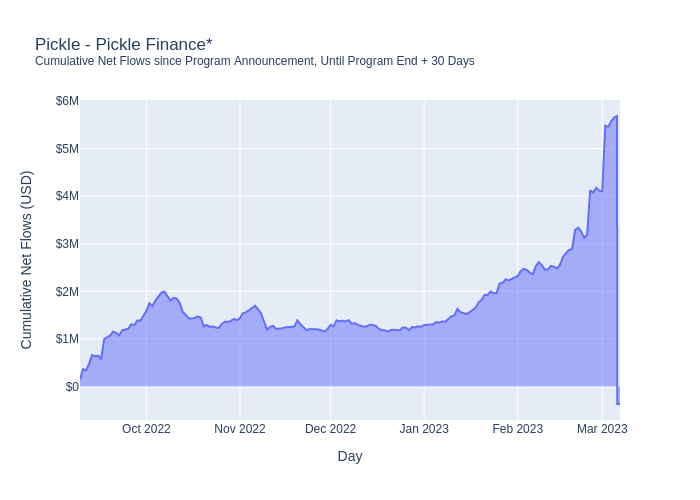 Pickle - Pickle Finance*
Cumulative Net Flows since Program Announcement, Until Program End + 30 Days
Cumulative Net Flows (USD)
$6M
$5M
$4M
$3M
$2M
$1M
$0
Oct 2022
Nov 2022
Dec 2022
Jan 2023
Feb 2023
Mar 2023
Day